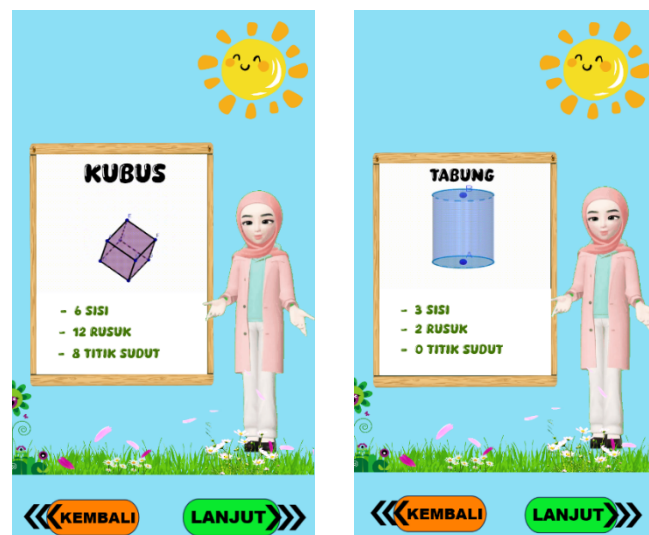 KUBUS
- 6 SISI
- 12 RUSUK
- 8 TITIK SUDUT
KEMBALI
LANJUT
TABUNG
- 3 SISI
- 2 RUSUK
- 0 TITIK SUDUT
KEMBALI
LANJUT